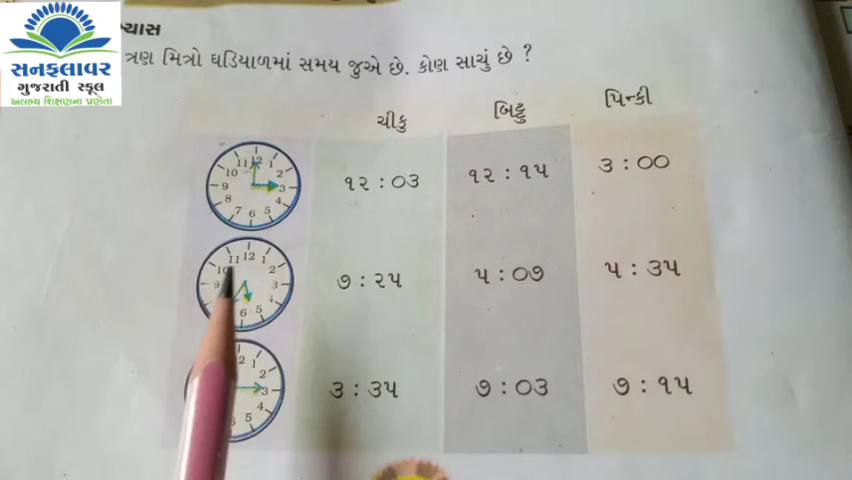 સનફલાવર
ગુજરાતી સ્કૂલ
અલભ્ય શિક્ષણના પ્રણેતા
ત્રણ મિત્રો ઘડિયાળમાં સમય જુએ છે. કોણ સાચું છે ?
ચીકુ બિટ્ટુ પિન્કી
૧૨ : ૦૩ ૧૨ : ૧૫ ૩ : ૦૦
૭ : ૨૫ ૫ : ૦૭ ૫ : ૩૫
૩ : ૩૫ ૭ : ૦૩ ૭ : ૧૫